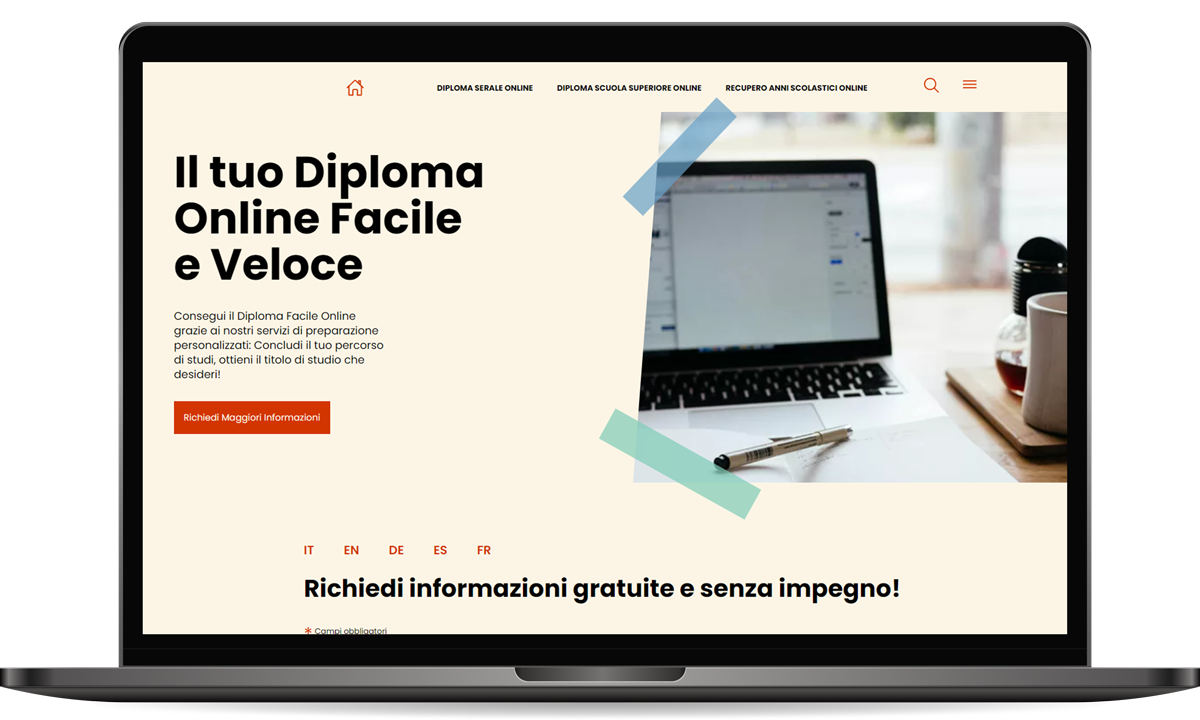 DIPLOMA SERALE ONLINE DIPLOMA SCUOLA SUPERIORE ONLINE RECUPERO ANNI SCOLASTICI ONLINE
Il tuo Diploma
Online Facile
e Veloce
Consegui il Diploma Facile Online
grazie ai nostri servizi di preparazione
personalizzati: Concludi il tuo percorso
di studi, ottieni il titolo di studio che
desideri!
Richiedi Maggiori Informazioni
IT EN DE ES FR
Richiedi informazioni gratuite e senza impegno!
* Campi obbligatori